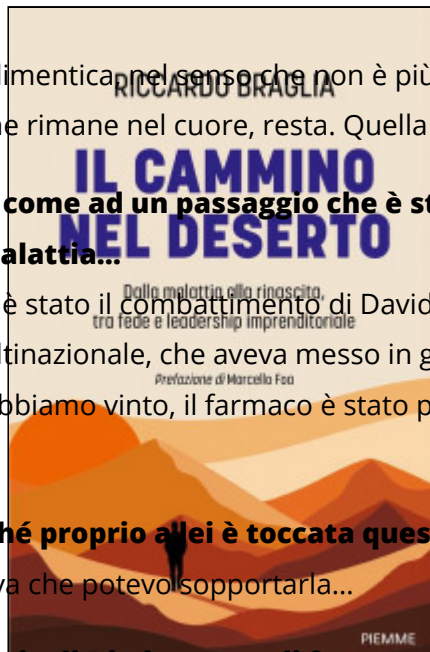 limentica, nel senso che non è più
RICCARDO BRAGLIA
e rimane nel cuore, resta. Quella
IL CAMMINO
come ad un passaggio che è st
NEL DESERTO
alattia...
Dalla malattia alla rinascita,
è stato il combattimento di David
tra fede e leadership imprenditoriale
ltinazionale, che aveva messo in g
Prefazione di Marcello Foa
bbiamo vinto, il farmaco è stato p
hé proprio a lei è toccata ques
va che potevo sopportarla...
PIEMME